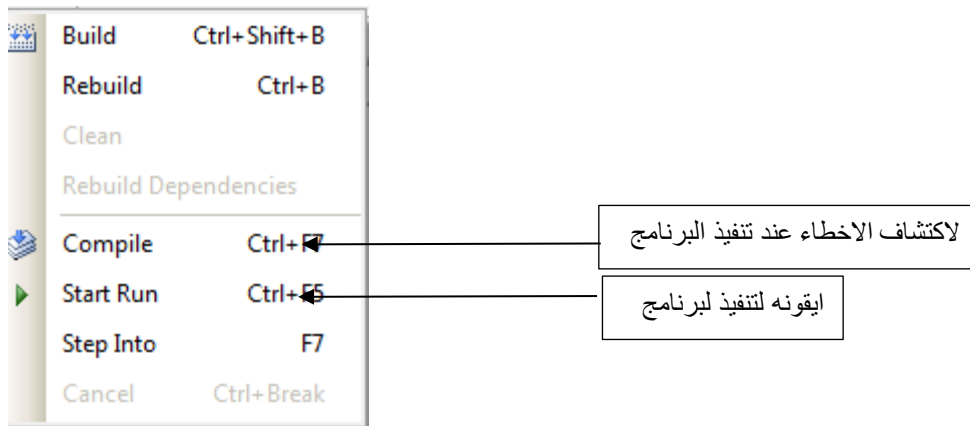 Build Ctrl+Shift+B
Rebuild Ctrl+B
Clean
Rebuild Dependencies
Compile Ctrl+F7
لاكتشاف الاخطاء عند تنفيذ البرنامج
Start Run Ctrl+F5
ايقونه لتنفيذ لبرنامج
Step Into F7
Cancel Ctrl+Break